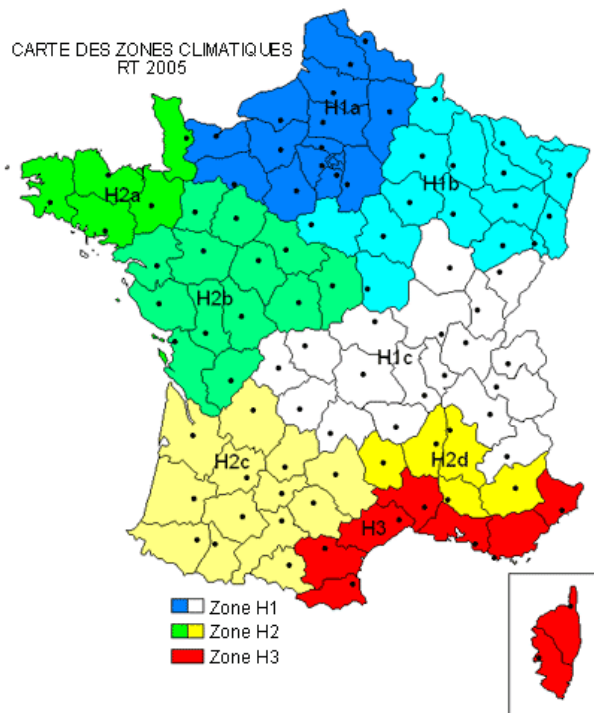 CARTE DES ZONES CLIMATIQUES
RT 2005
H1a
H1b
H2a
H2b
H1c
H2c
H2d
H3
Zone H1
Zone H2
Zone H3